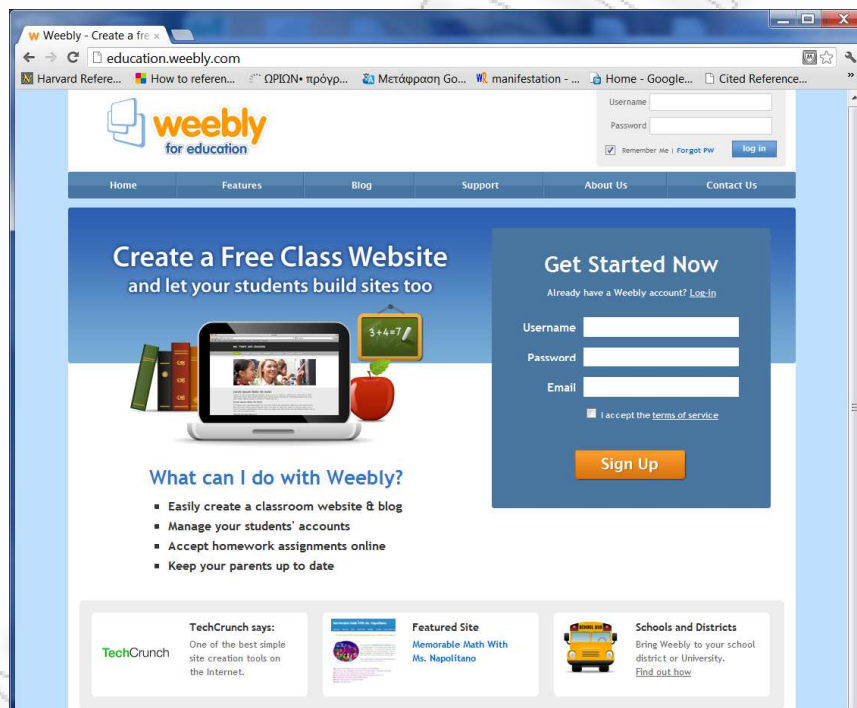 Weebly - Create a fre
education.weebly.com
Harvard Refere...
How to referen...
ΩΡΙΩΝ• πρόγρ...
Μετάφραση Go...
manifestation - ...
Home - Google...
Cited Reference...
»
weebly
for education
Username
Password
Remember Me | Forgot PW
log in
Home
Features
Blog
Support
About Us
Contact Us
Create a Free Class Website
and let your students build sites too
3+4=7
Get Started Now
Already have a Weebly account? Log-in
Username
Password
Email
I accept the terms of service
Sign Up
What can I do with Weebly?
▪ Easily create a classroom website & blog
▪ Manage your students' accounts
▪ Accept homework assignments online
▪ Keep your parents up to date
TechCrunch
TechCrunch says:
One of the best simple
site creation tools on
the Internet.
Featured Site
Memorable Math With
Ms. Napolitano
SCHOOL BUS
Schools and Districts
Bring Weebly to your school
district or University.
Find out how